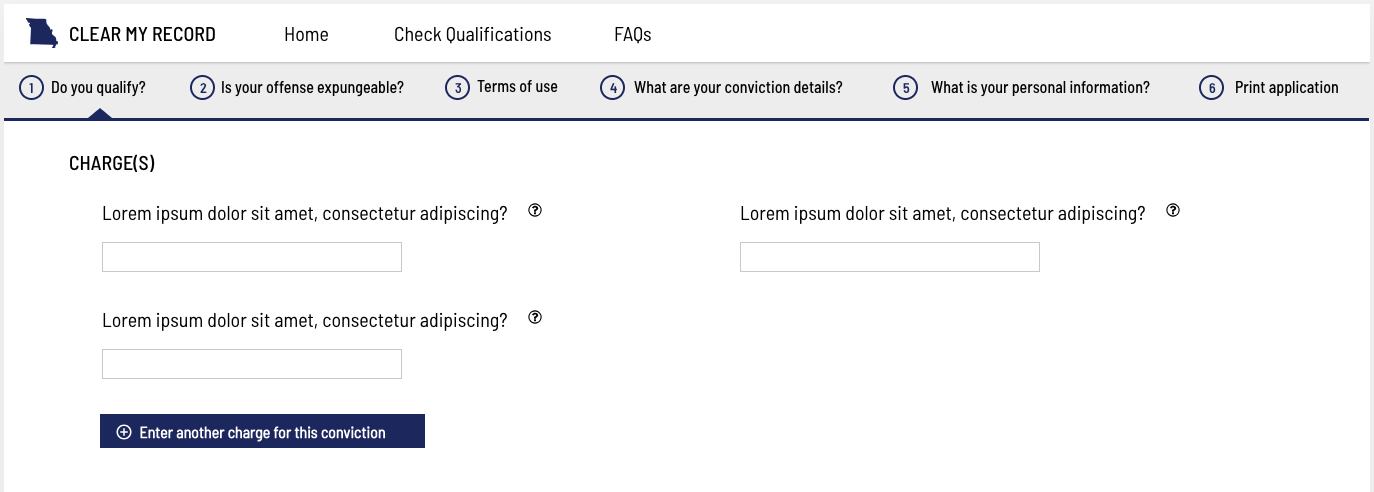 CLEAR MY RECORD Home Check Qualifications FAQs
1 Do you qualify? 2 Is your offense expungeable? 3 Terms of use 4 What are your conviction details? 5 What is your personal information? 6 Print application
CHARGE(S)
Lorem ipsum dolor sit amet, consectetur adipiscing? ? Lorem ipsum dolor sit amet, consectetur adipiscing? ?
Lorem ipsum dolor sit amet, consectetur adipiscing? ?
Enter another charge for this conviction